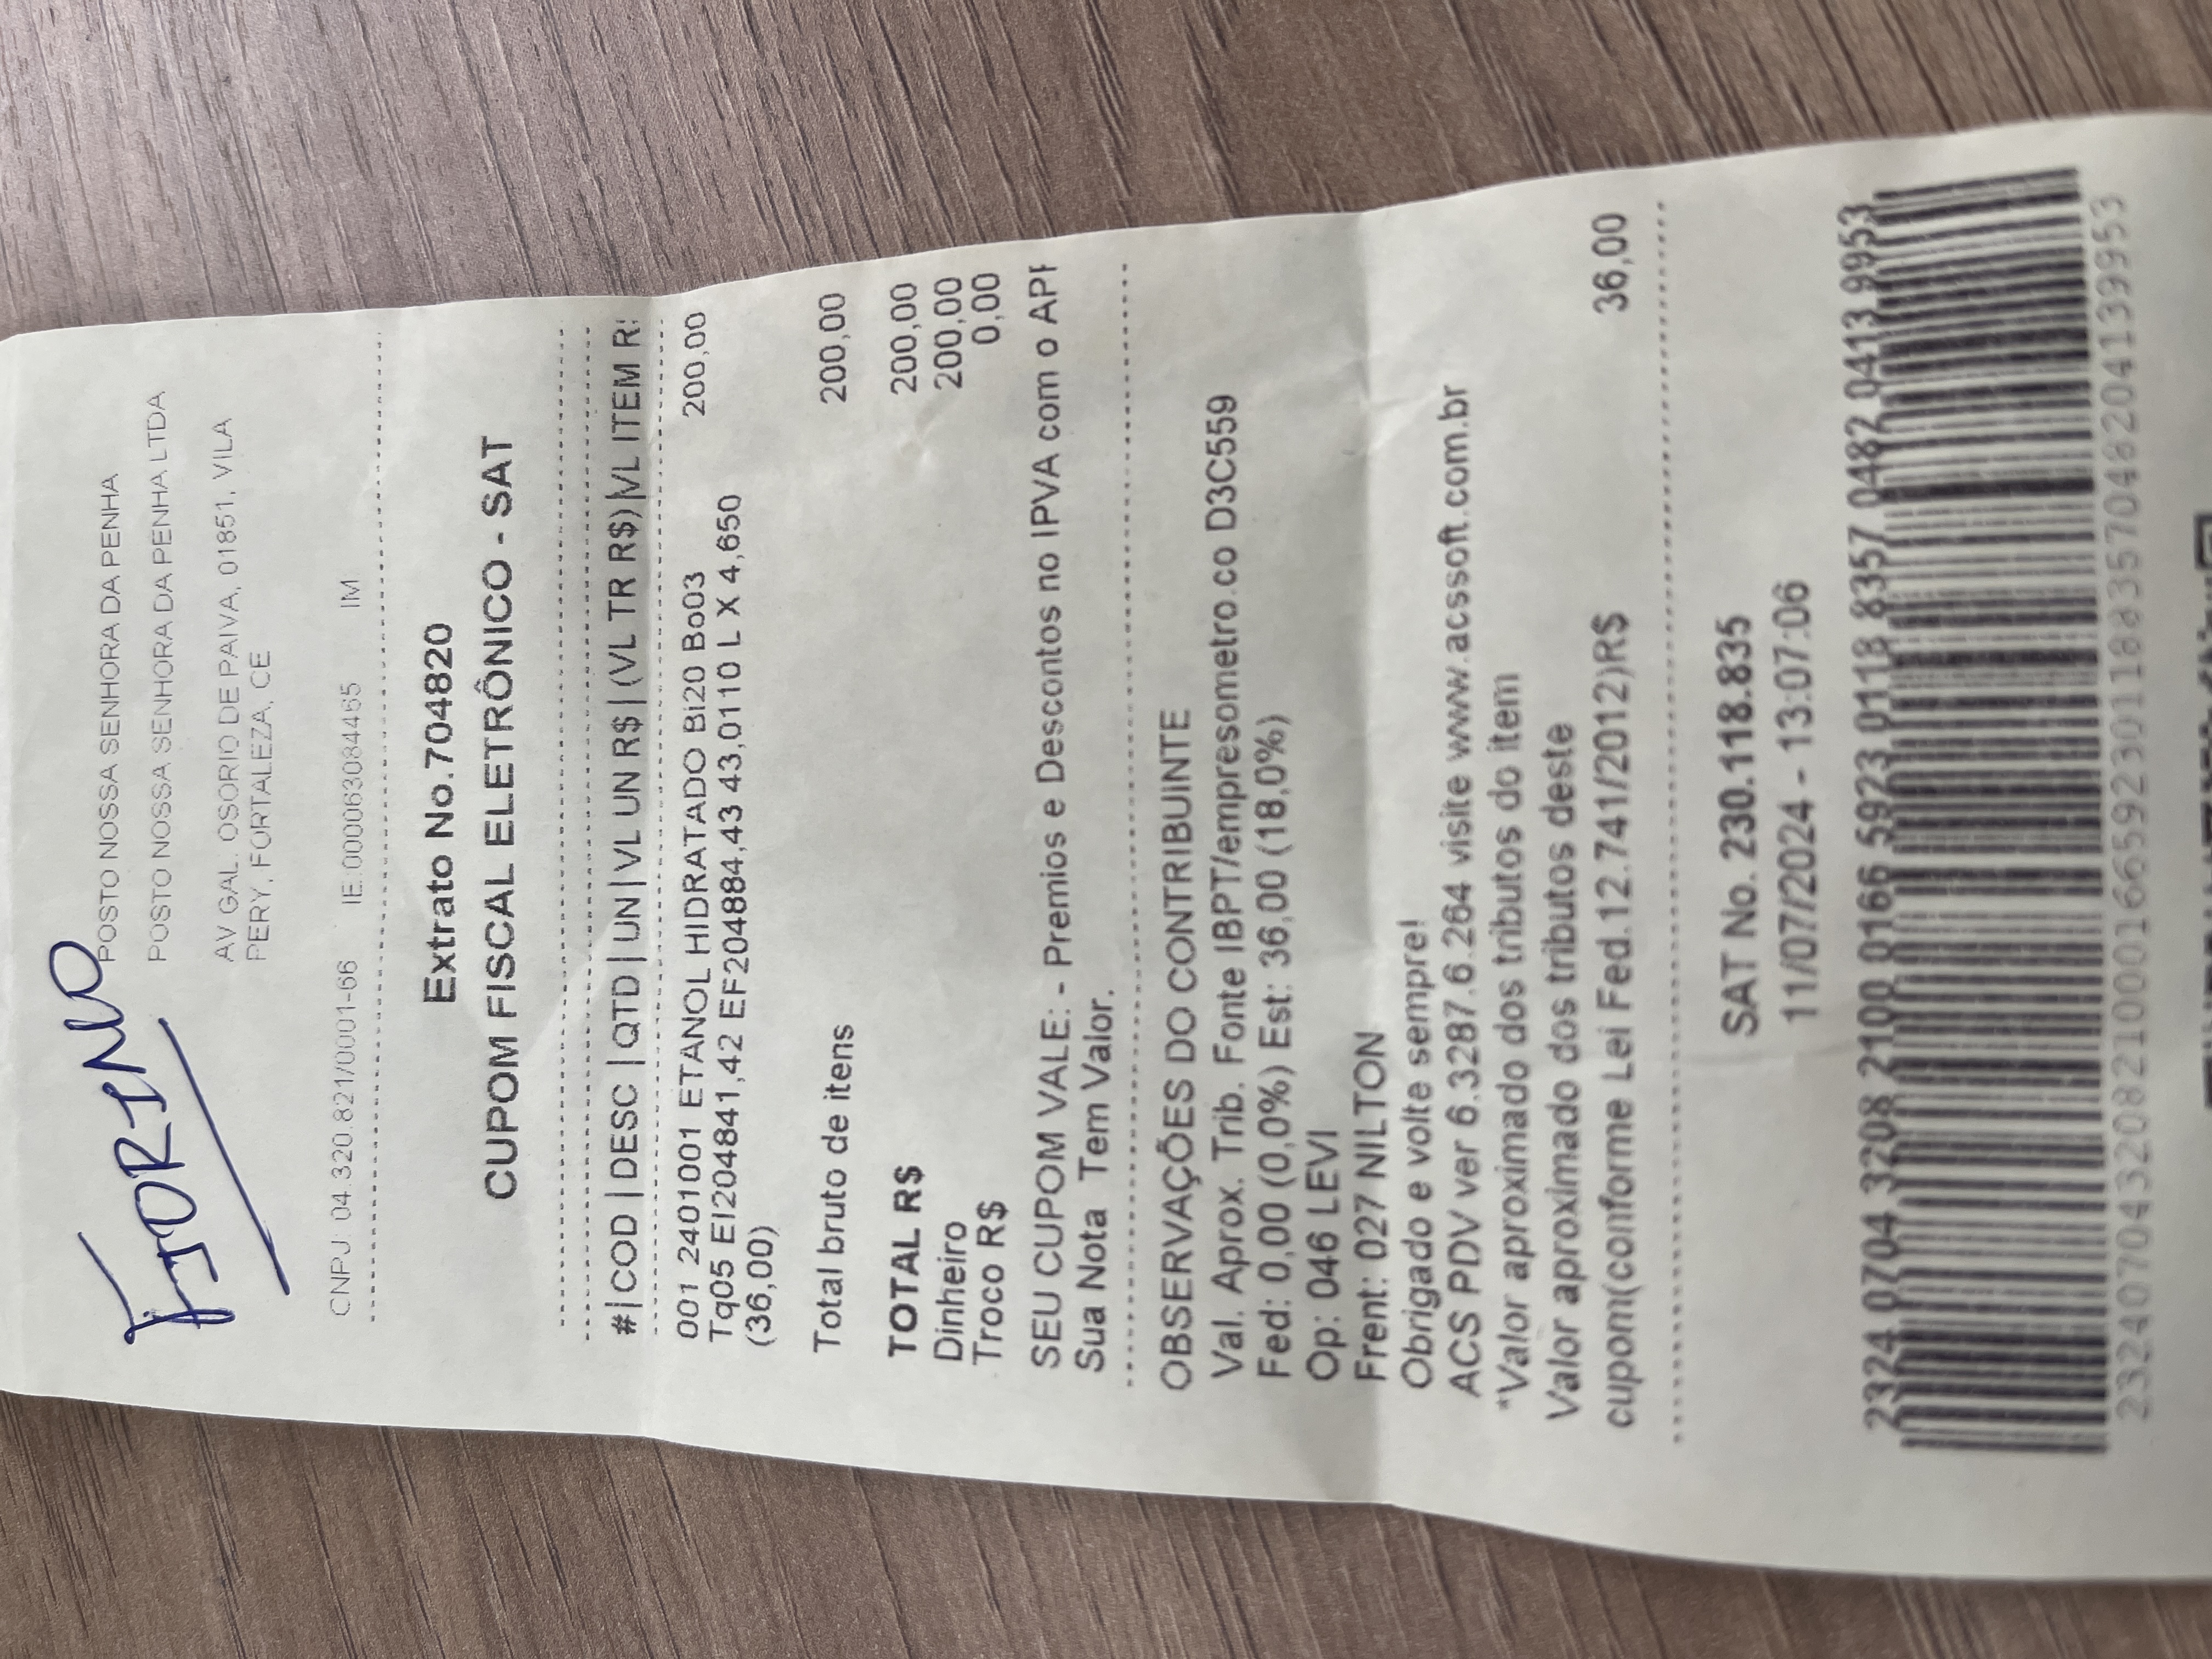 FIORINO
POSTO NOSSA SENHORA DA PENHA
POSTO NOSSA SENHORA DA PENHA LTDA
AV GAL. OSORIO DE PAIVA, 01851, VILA
PERY, FORTALEZA, CE
CNPJ 04.320.821/0001-66 IE.000063084465 IM
Extrato No.704820
CUPOM FISCAL ELETRÔNICO - SAT
#|COD |DESC |QTD |UN|VL UN R$|(VL TR R$)|VL ITEM R
001 2401001 ETANOL HIDRATADO Bi20 Bo03 200,00
Tq05 EI204841,42 EF204884,43 43,0110 L X 4,650
(36,00)
Total bruto de itens 200,00
TOTAL R$ 200,00
Dinheiro 200,00
Troco R$ 0,00
SEU CUPOM VALE: - Premios e Descontos no IPVA com o
Sua Nota Tem Valor.
OBSERVAÇÕES DO CONTRIBUINTE
Val. Aprox. Trib. Fonte IBPT/empresometro.co D3C559
Fed: 0,00 (0,0%) Est: 36,00 (18,0%)
Op: 046 LEVI
Frent: 027 NILTON
Obrigado e volte sempre!
ACS PDV ver 6.3287.6.264 visite www.acssoft.com.br
*Valor aproximado dos tributos do item
Valor aproximado dos tributos deste
cupom(conforme Lei Fed.12.741/2012)R$ 36,00
SAT No. 230.118.835
11/07/2024 - 13:07:06
2324 0704 3208 2100 0166 5923 0118 8357 0482 0413 9953
23240704320821000166592301188357048204139953